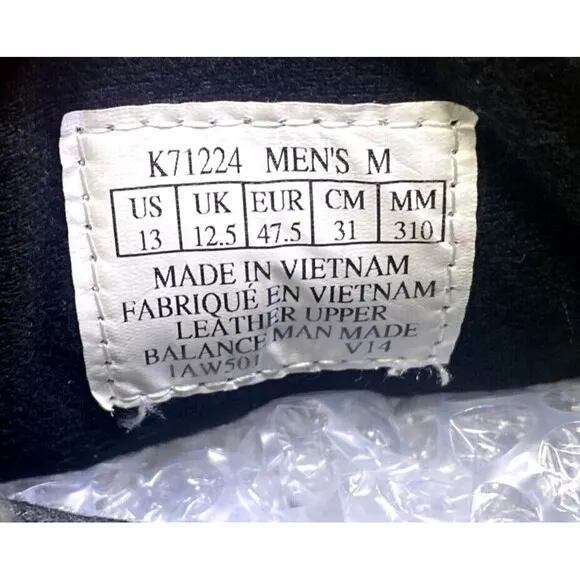 K71224 MEN'S M
US UK EUR CM MM
13 12.5 47.5 31 310
MADE IN VIETNAM
FABRIQUÉ EN VIETNAM
LEATHER UPPER
BALANCE MAN MADE
1AW501 V14